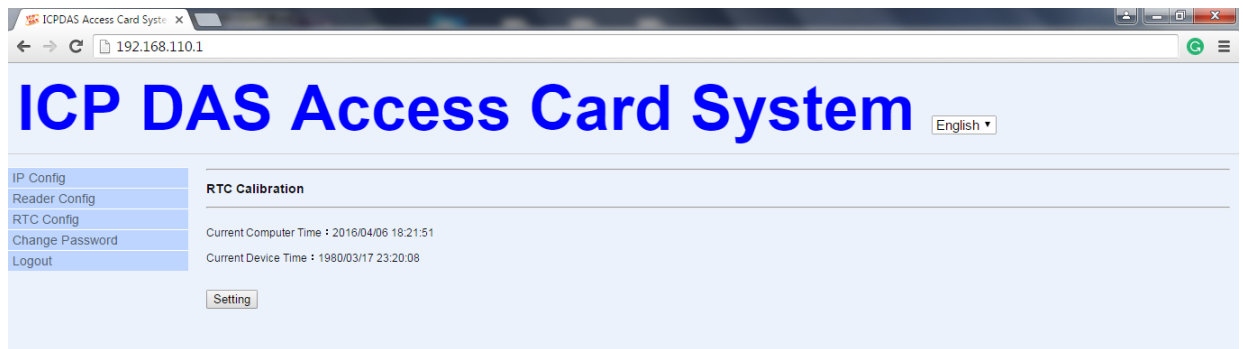 ICPDAS Access Card Syste
192.168.110.1
ICP DAS Access Card System
English
IP Config
Reader Config
RTC Config
Change Password
Logout
RTC Calibration
Current Computer Time：2016/04/06 18:21:51
Current Device Time：1980/03/17 23:20:08
Setting